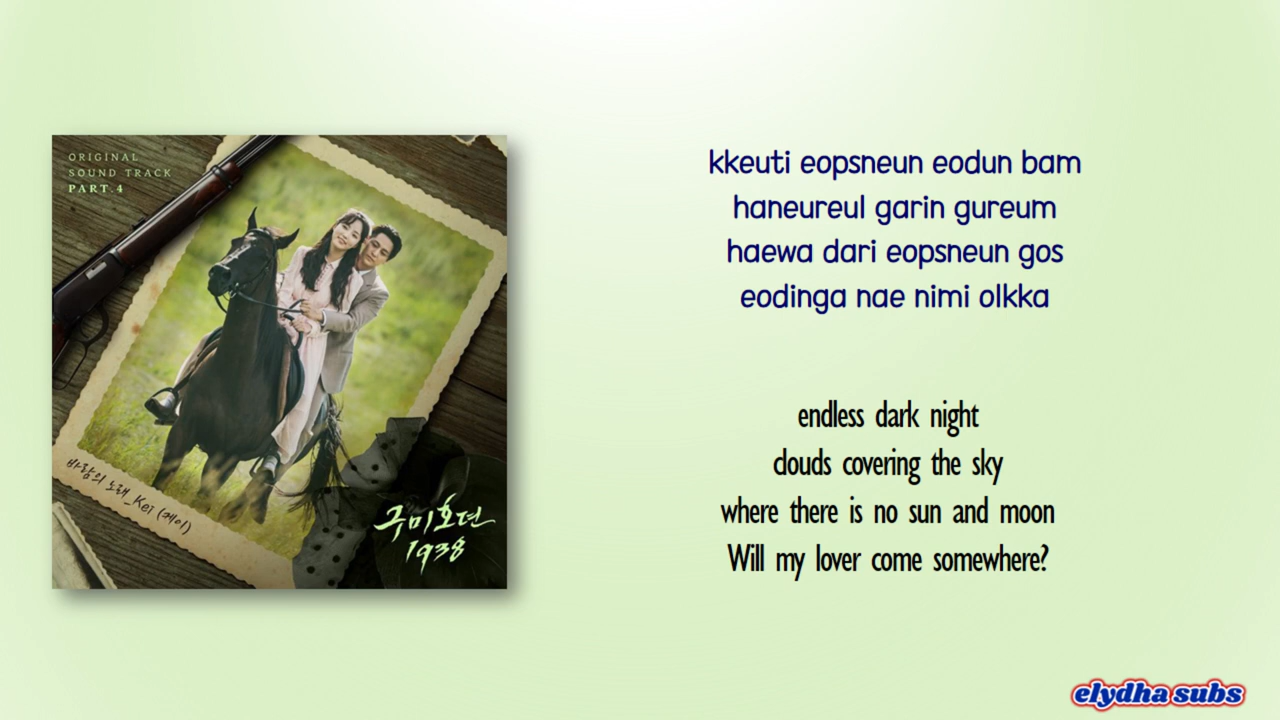 ORIGINAL
SOUND TRACK
PART.4
바람의 노래_Kei (케이)
구미호뎐
1938
kkeuti eopsneun eodun bam
haneureul garin gureum
haewa dari eopsneun gos
eodinga nae nimi olkka
endless dark night
clouds covering the sky
where there is no sun and moon
Will my lover come somewhere?
elydha subs